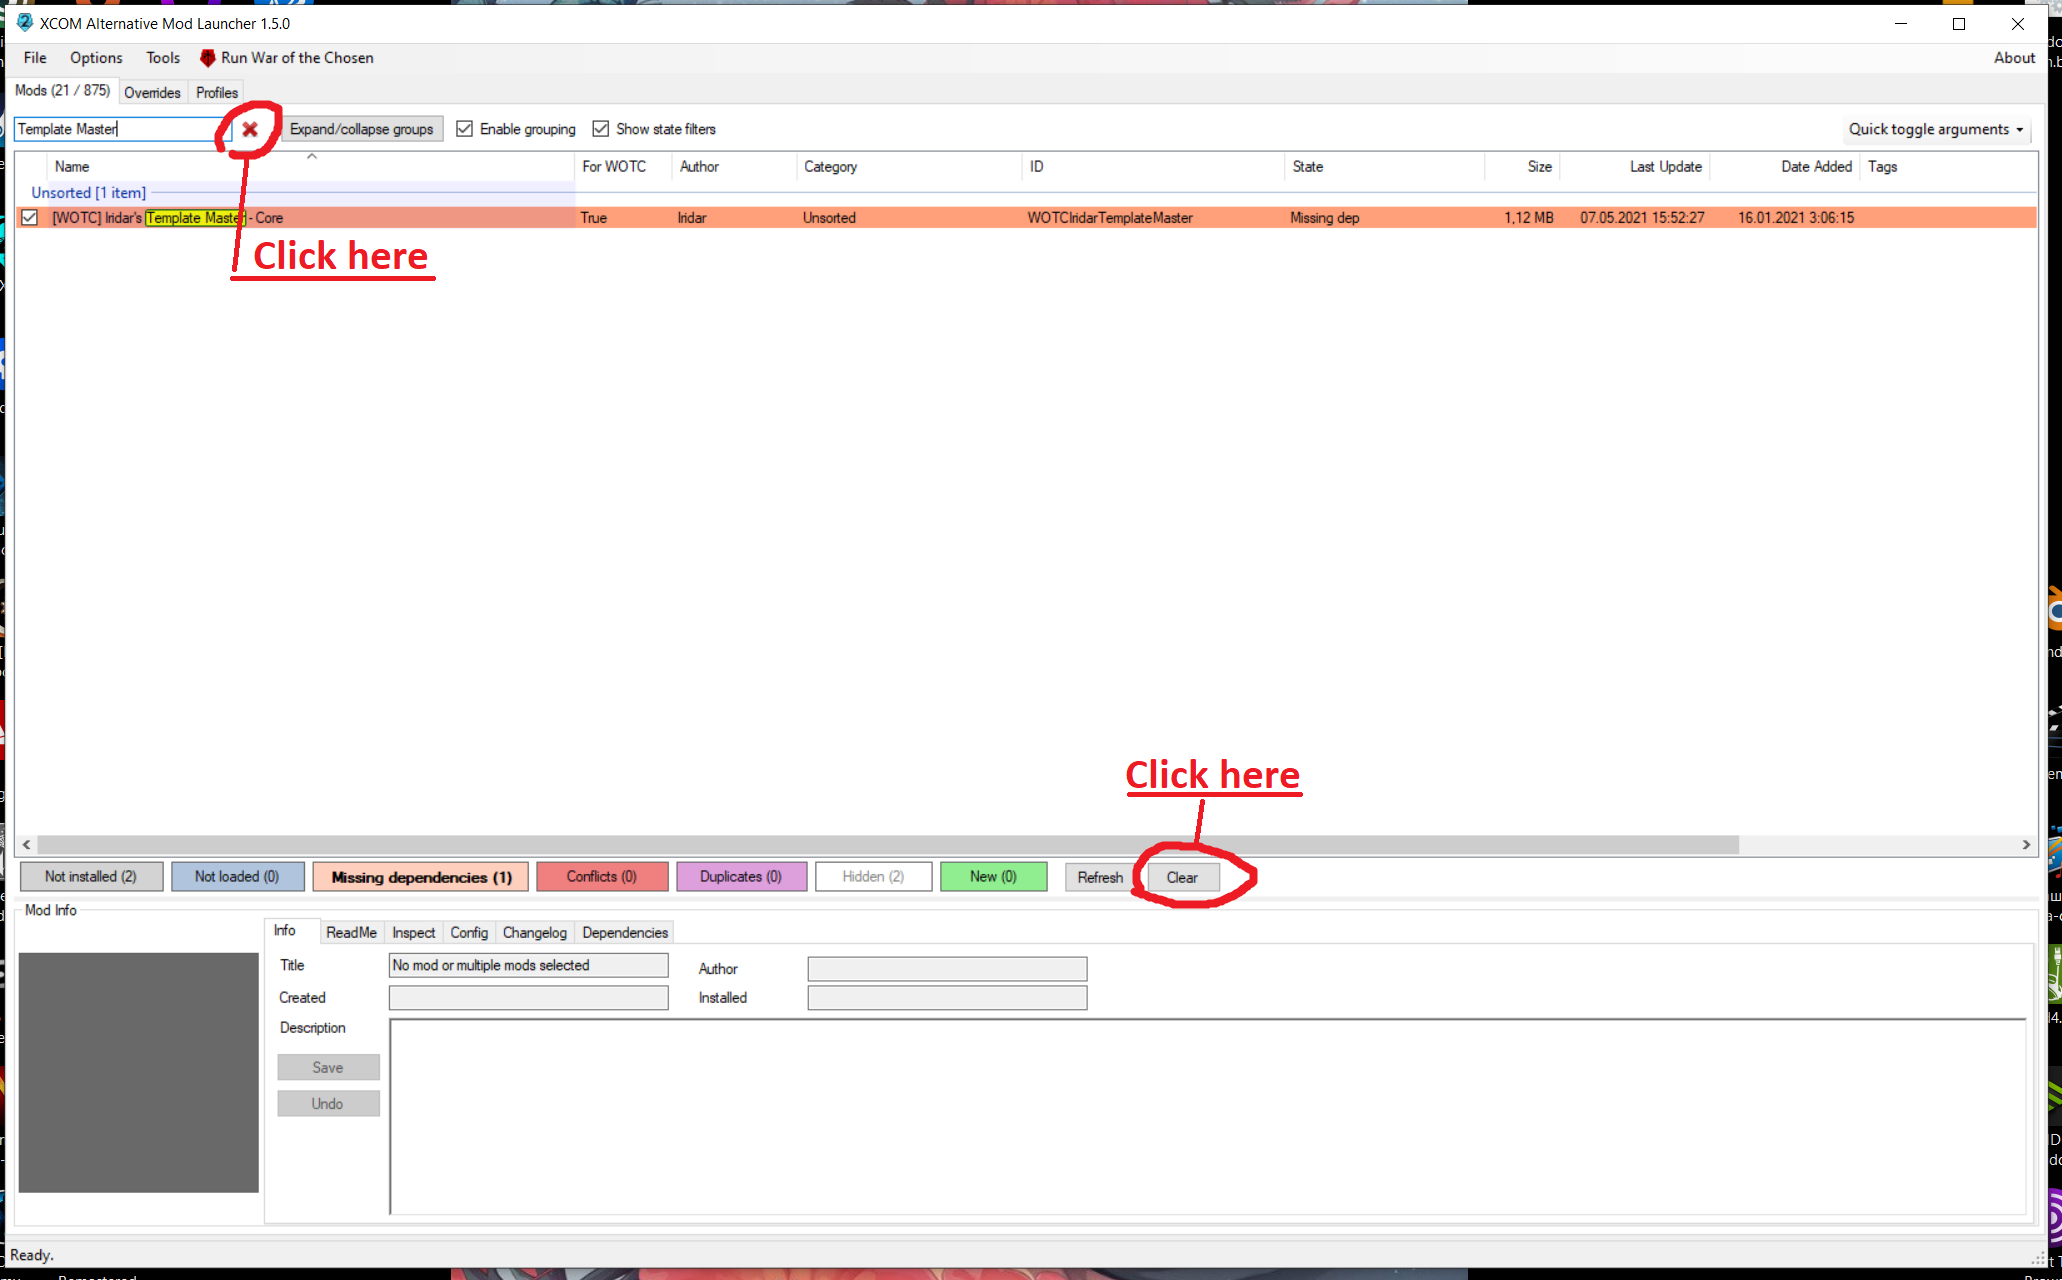 XCOM Alternative Mod Launcher 1.5.0
File Options Tools Run War of the Chosen About
Mods (21 / 875) Overrides Profiles
Template Master Expand/collapse groups Enable grouping Show state filters Quick toggle arguments
Name For WOTC Author Category ID State Size Last Update Date Added Tags
Unsorted [1 item]
[WOTC] Iridar's Template Master - Core True Iridar Unsorted WOTCIridarTemplateMaster Missing dep 1,12 MB 07.05.2021 15:52:27 16.01.2021 3:06:15
Click here
Click here
Not installed (2) Not loaded (0) Missing dependencies (1) Conflicts (0) Duplicates (0) Hidden (2) New (0) Refresh Clear
Mod Info
Info ReadMe Inspect Config Changelog Dependencies
Title No mod or multiple mods selected Author
Created Installed
Description
Save
Undo
Ready.